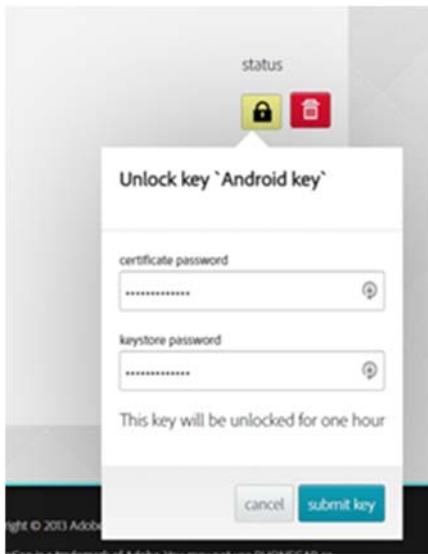 status
Unlock key `Android key`
certificate password
•••••••••••••
keystore password
•••••••••••••
This key will be unlocked for one hour
cancel
submit key
right © 2013 Adobe